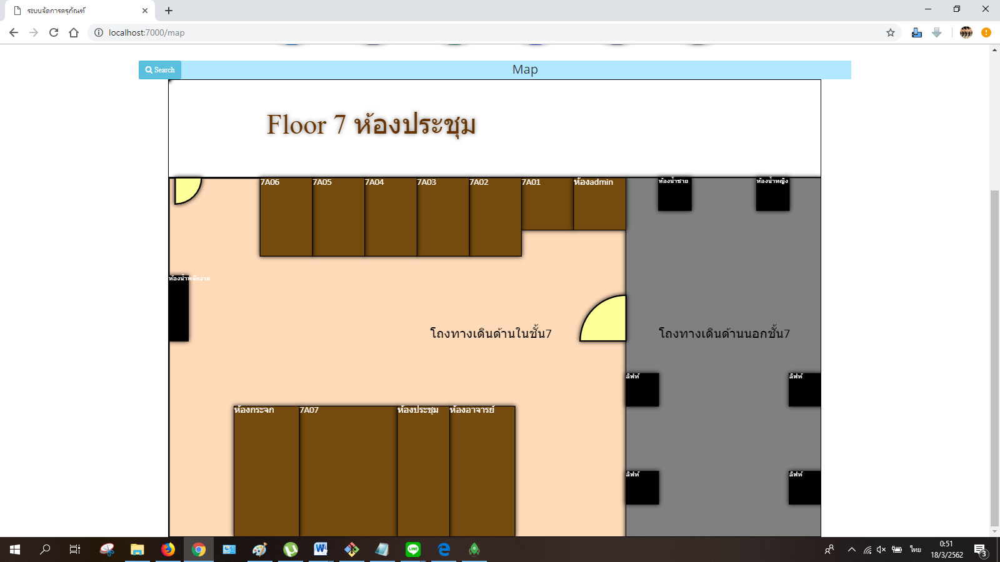 ระบบจัดการครุภัณฑ์
localhost:7000/map
Search
Map
Floor 7 ห้องประชุม
7A06
7A05
7A04
7A03
7A02
7A01
ห้องadmin
ห้องน้ำชาย
ห้องน้ำหญิง
ห้องน้ำพนักงาน
โถงทางเดินด้านในชั้น7
โถงทางเดินด้านนอกชั้น7
ลิฟท์
ลิฟท์
ห้องกระจก
7A07
ห้องประชุม
ห้องอาจารย์
ลิฟท์
ลิฟท์
LINE
ไทย
0:51
18/3/2562
3